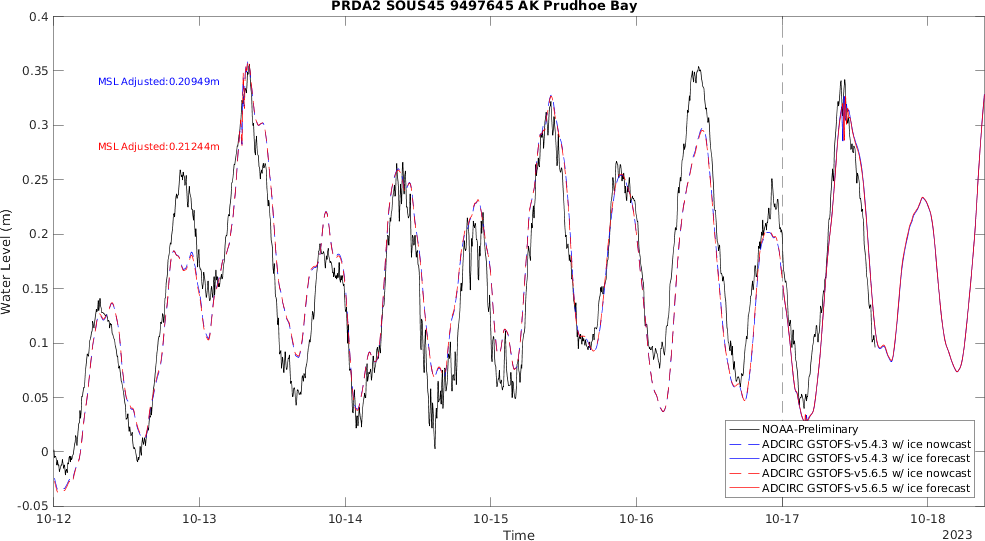 PRDA2 SOUS45 9497645 AK Prudhoe Bay
0.4
0.35
0.3
0.25
0.2
0.15
0.1
0.05
0
-0.05
Water Level (m)
MSL Adjusted:0.20949m
MSL Adjusted:0.21244m
NOAA-Preliminary
ADCIRC GSTOFS-v5.4.3 w/ ice nowcast
ADCIRC GSTOFS-v5.4.3 w/ ice forecast
ADCIRC GSTOFS-v5.6.5 w/ ice nowcast
ADCIRC GSTOFS-v5.6.5 w/ ice forecast
10-12 10-13 10-14 10-15 10-16 10-17 10-18
Time
2023